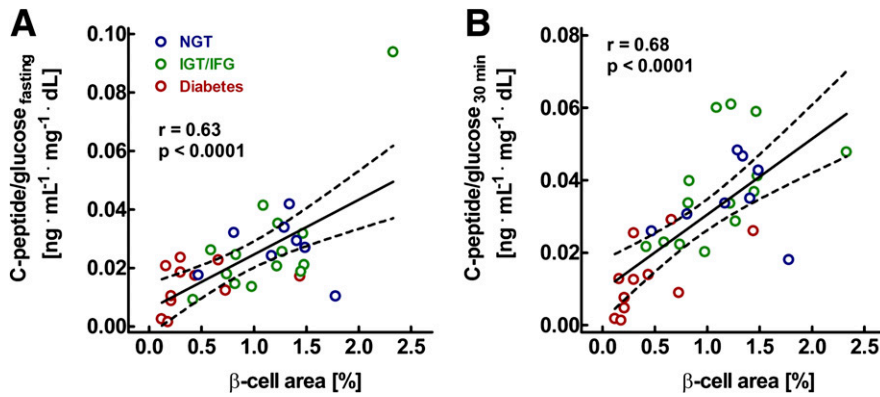 A
C-peptide/glucose fasting
[ng · mL⁻¹ · mg⁻¹ · dL]
0.10
0.08
0.06
0.04
0.02
0.00
NGT
IGT/IFG
Diabetes
r = 0.63
p < 0.0001
0.0 0.5 1.0 1.5 2.0 2.5
β-cell area [%]
B
C-peptide/glucose 30 min
[ng · mL⁻¹ · mg⁻¹ · dL]
0.08
0.06
0.04
0.02
0.00
r = 0.68
p < 0.0001
0.0 0.5 1.0 1.5 2.0 2.5
β-cell area [%]